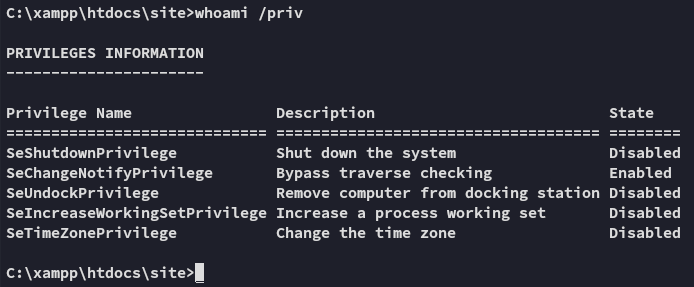 C:\xampp\htdocs\site>whoami /priv
PRIVILEGES INFORMATION
----------------------
Privilege Name                Description                          State
============================= ==================================== ========
SeShutdownPrivilege           Shut down the system                 Disabled
SeChangeNotifyPrivilege       Bypass traverse checking             Enabled
SeUndockPrivilege             Remove computer from docking station Disabled
SeIncreaseWorkingSetPrivilege Increase a process working set       Disabled
SeTimeZonePrivilege           Change the time zone                 Disabled
C:\xampp\htdocs\site>